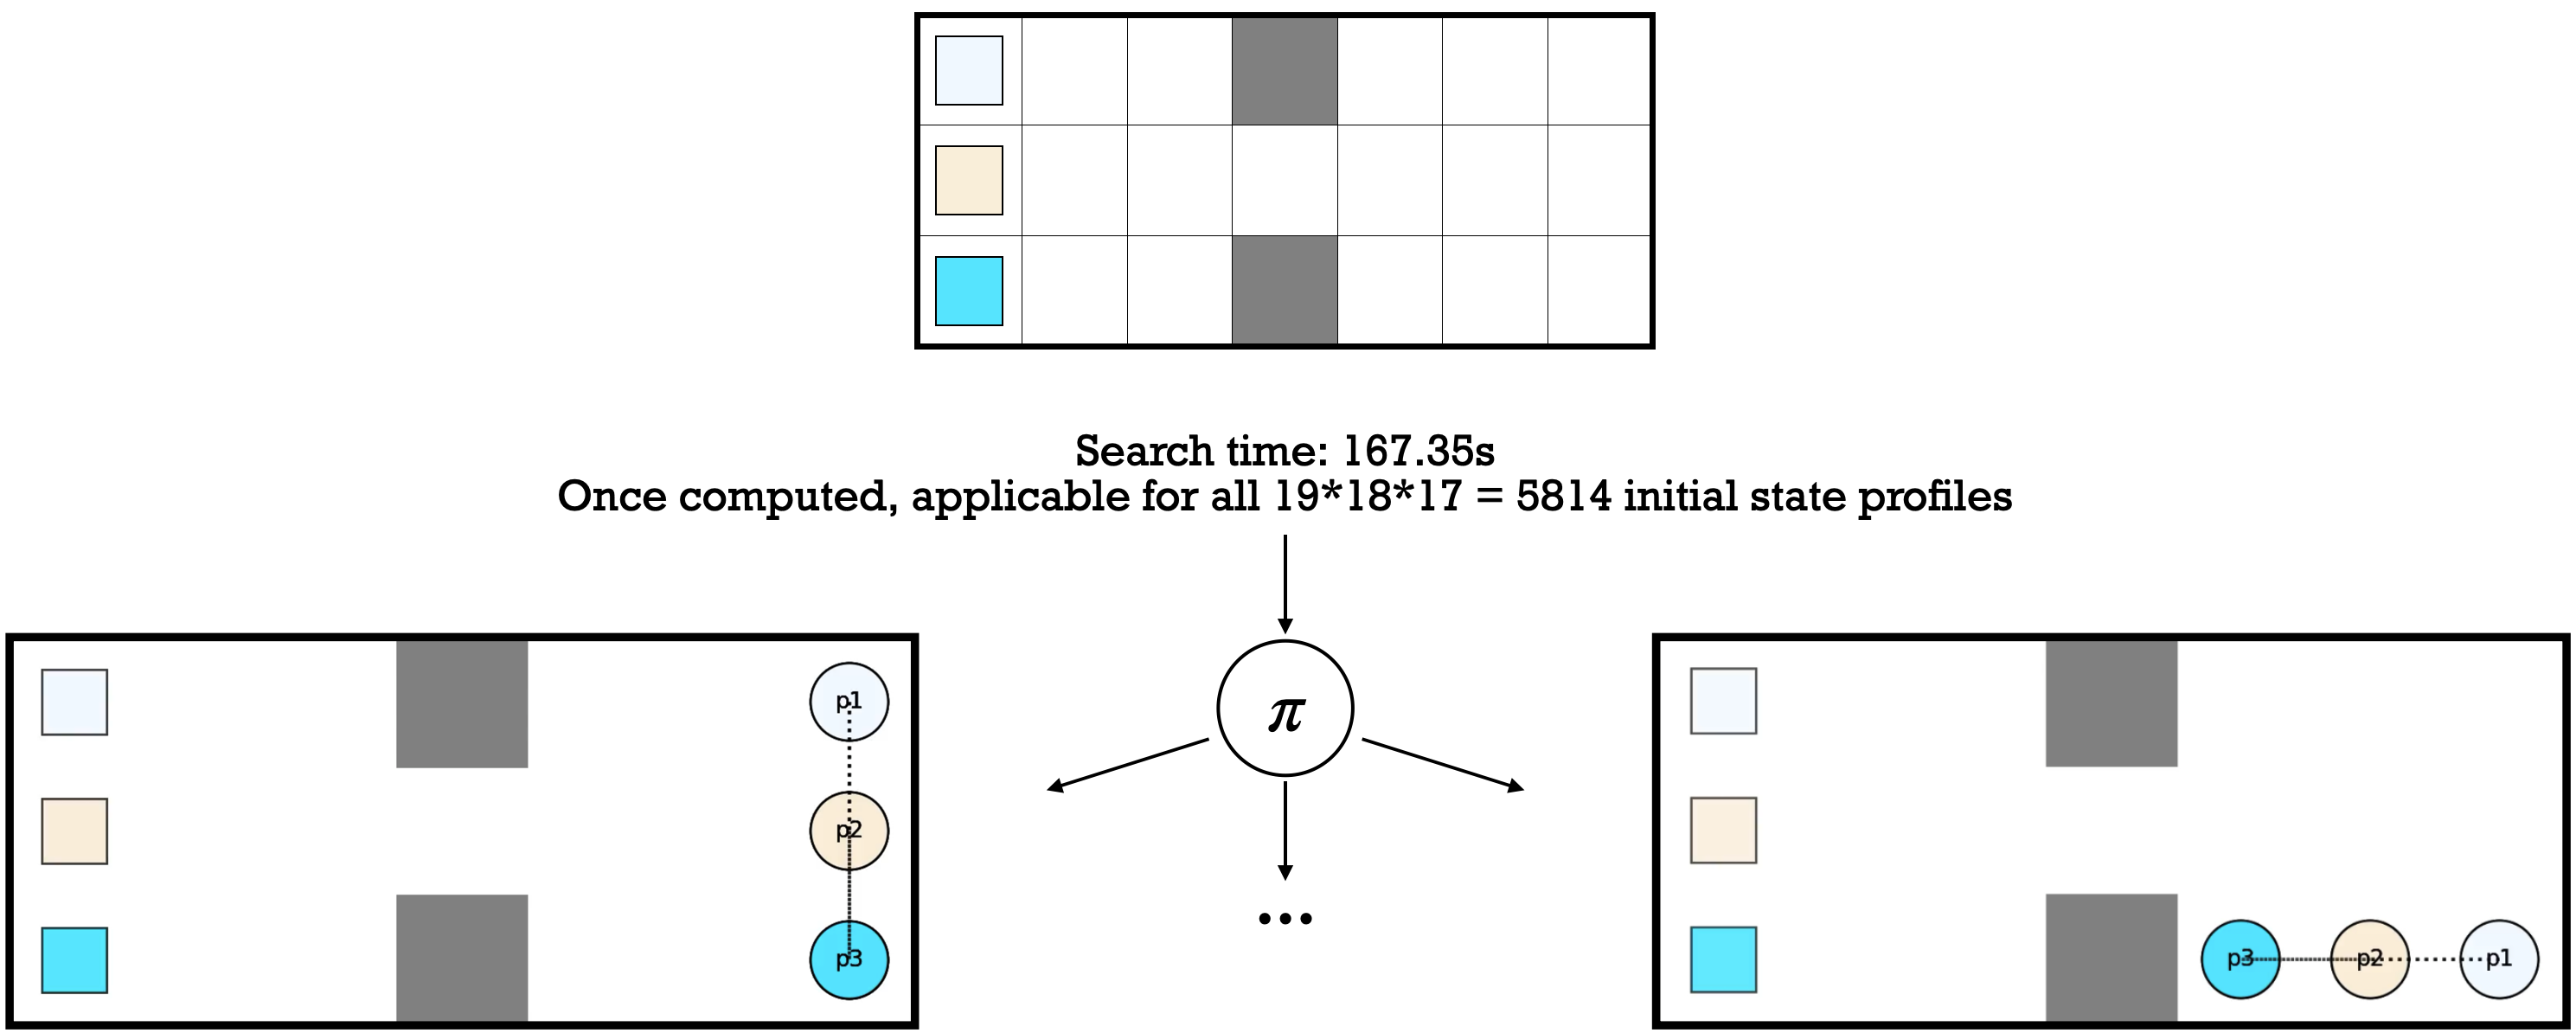 Search time: 167.35s
Once computed, applicable for all 19*18*17 = 5814 initial state profiles
π
p1
p2
p3
...
p3 p2 p1